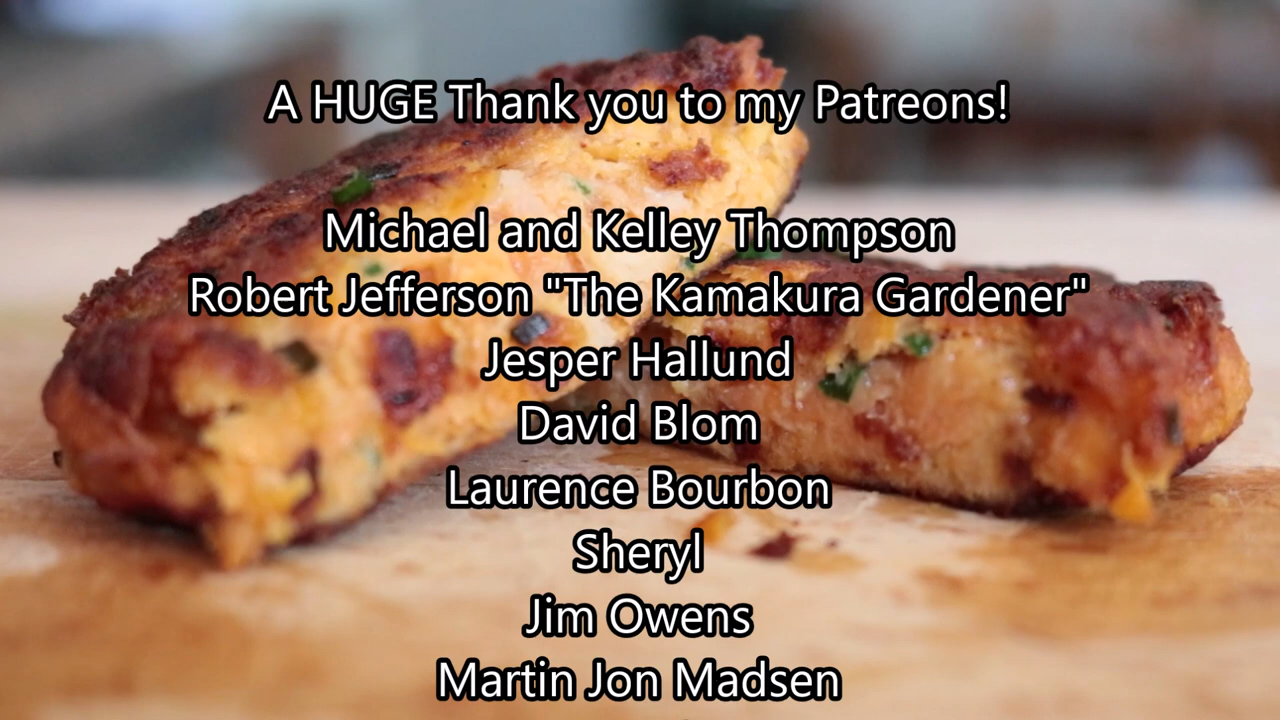 A HUGE Thank you to my Patreons!
Michael and Kelley Thompson
Robert Jefferson "The Kamakura Gardener"
Jesper Hallund
David Blom
Laurence Bourbon
Sheryl
Jim Owens
Martin Jon Madsen